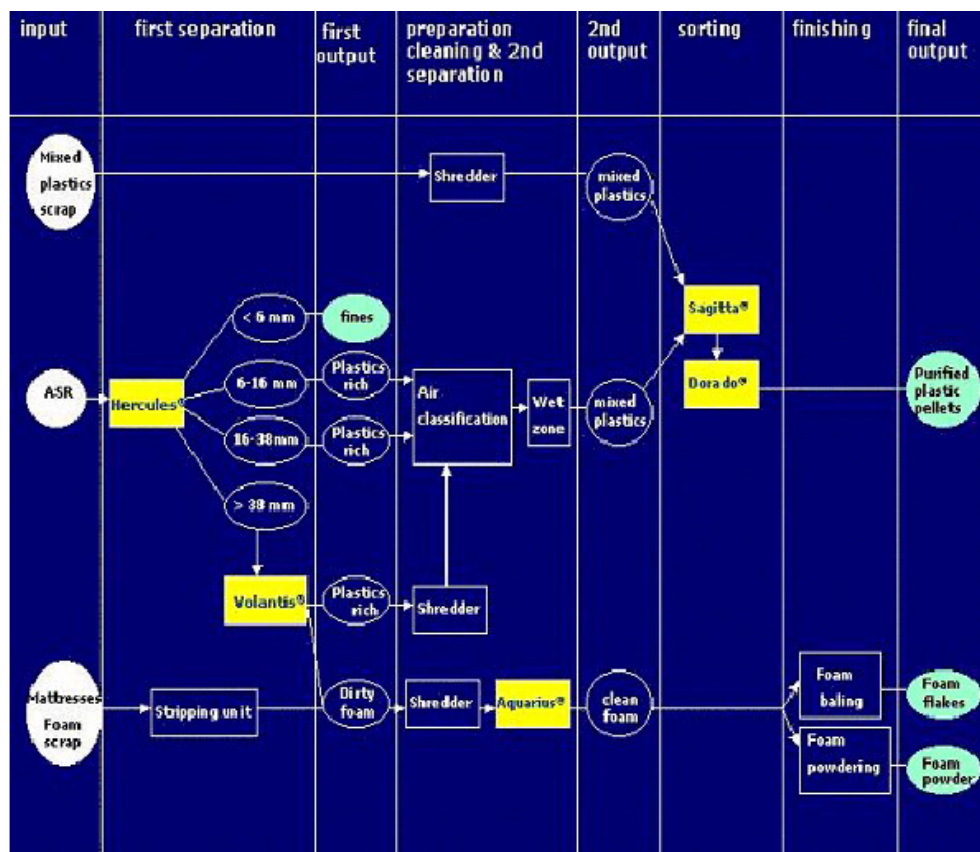 input
first separation
first
output
preparation
cleaning & 2nd
separation
2nd
output
sorting
finishing
final
output
Mixed
plastics
scrap
Shredder
mixed
plastics
< 6 mm
fines
Sagitta®
ASR
Hercules®
6-16 mm
Plastics
rich
Air
classification
Wet
zone
mixed
plastics
Dorado®
Purified
plastic
pellets
16-38mm
Plastics
rich
> 38 mm
Volantis®
Plastics
rich
Shredder
Mattresses
Foam
scrap
Stripping unit
Dirty
foam
Shredder
Aquarius®
clean
foam
Foam
baling
Foam
flakes
Foam
powdering
Foam
powder